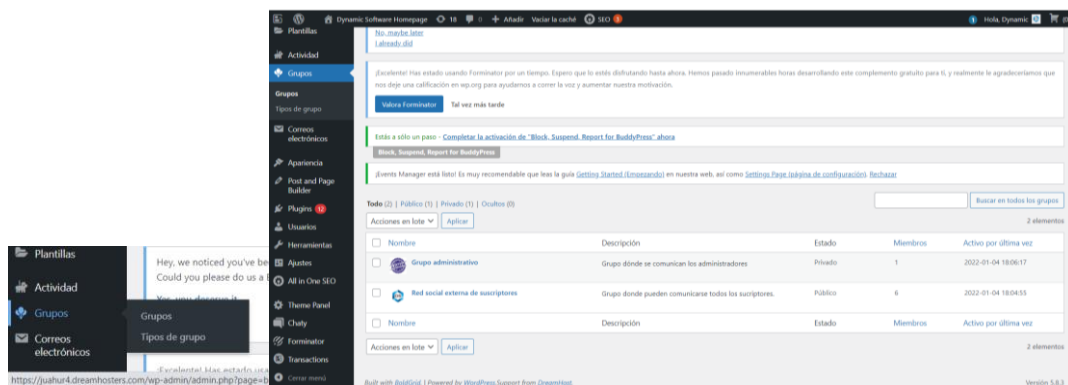 Plantillas
Actividad
Grupos
Correos
electrónicos
Grupos
Tipos de grupo
Hey, we noticed you've be
Could you please do us a
https://juahur4.dreamhosters.com/wp-admin/admin.php?page=b
Dynamic Software Homepage 18 0 Añadir Vaciar la caché SEO
1 Hola, Dynamic
Plantillas
Actividad
Grupos
Grupos
Tipos de grupo
Correos
electrónicos
Apariencia
Post and Page
Builder
Plugins 12
Usuarios
Herramientas
Ajustes
All in One SEO
Theme Panel
Chaty
Forminator
Transactions
Cerrar menú
No, maybe later
I already did
¡Excelente! Has estado usando Forminator por un tiempo. Espero que lo estés disfrutando hasta ahora. Hemos pasado innumerables horas desarrollando este complemento gratuito para ti, y realmente le agradeceríamos que
nos deje una calificación en wp.org para ayudarnos a correr la voz y aumentar nuestra motivación.
Valora Forminator Tal vez más tarde
Estás a sólo un paso - Completar la activación de "Block, Suspend, Report for BuddyPress" ahora
Block, Suspend, Report for BuddyPress
¡Events Manager está listo! Es muy recomendable que leas la guía Getting Started (Empezando) en nuestra web, así como Settings Page (página de configuración). Rechazar
Todo (2) | Público (1) | Privado (1) | Ocultos (0)
Buscar en todos los grupos
Acciones en lote Aplicar
2 elementos
Nombre Descripción Estado Miembros Activo por última vez
Grupo administrativo Grupo dónde se comunican los administradores Privado 1 2022-01-04 18:06:17
Red social externa de suscriptores Grupo donde pueden comunicarse todos los sucriptores. Público 6 2022-01-04 18:04:55
Nombre Descripción Estado Miembros Activo por última vez
Acciones en lote Aplicar
2 elementos
Built with BoldGrid. | Powered by WordPress.Support from DreamHost.
Versión 5.8.3